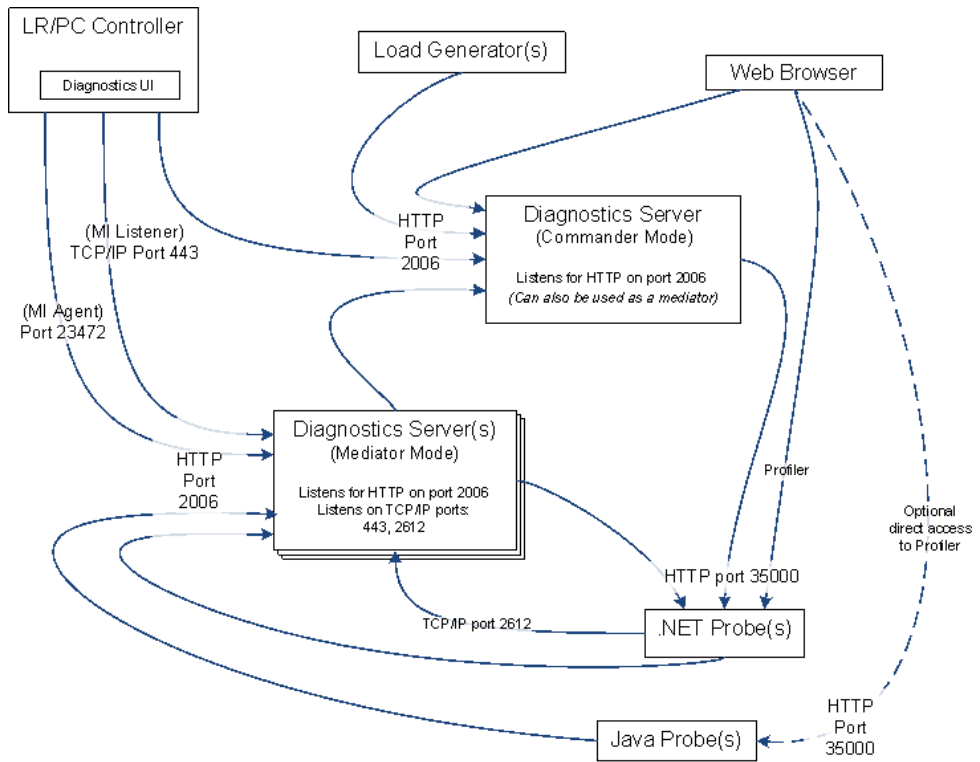 LR/PC Controller
Diagnostics UI
Load Generator(s)
Web Browser
(MI Listener)
TCP/IP Port 443
(MI Agent)
Port 23472
HTTP
Port
2006
Diagnostics Server
(Commander Mode)
Listens for HTTP on port 2006
(Can also be used as a mediator)
Diagnostics Server(s)
(Mediator Mode)
Listens for HTTP on port 2006
Listens on TCP/IP ports:
443, 2612
HTTP
Port
2006
Profiler
Optional
direct access
to Profiler
HTTP port 35000
TCP/IP port 2612
.NET Probe(s)
Java Probe(s)
HTTP
Port
35000